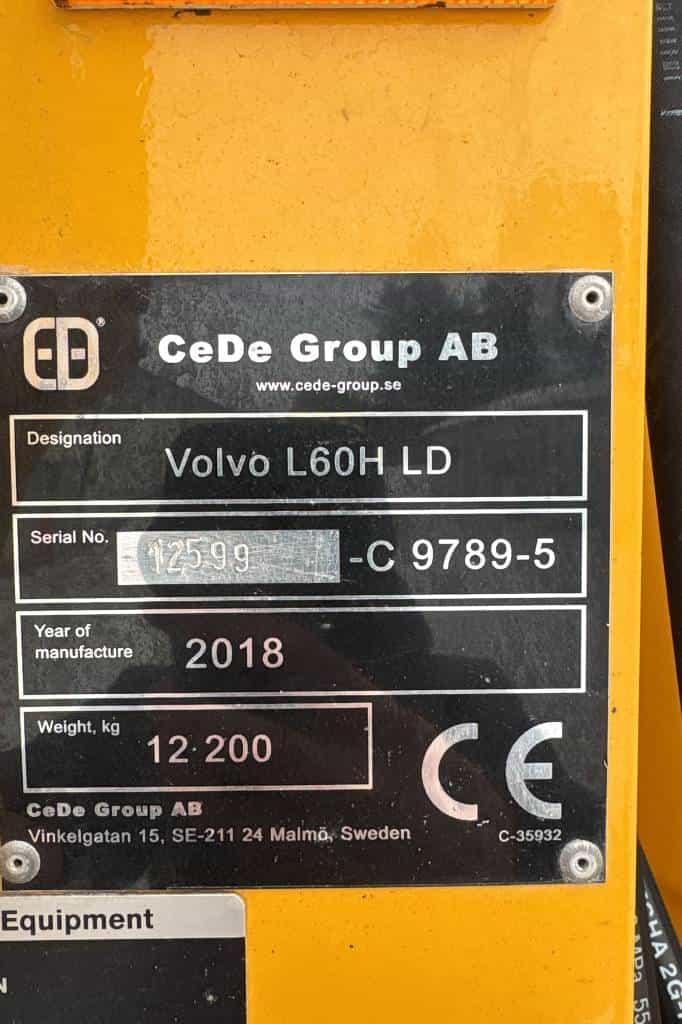 CeDe Group AB
www.cede-group.se
Designation
Volvo L60H LD
Serial No. 12599 -C 9789-5
Year of
manufacture 2018
Weight, kg
12 200
CE
CeDe Group AB
Vinkelgatan 15, SE-211 24 Malmö, Sweden C-35932
Equipment
N